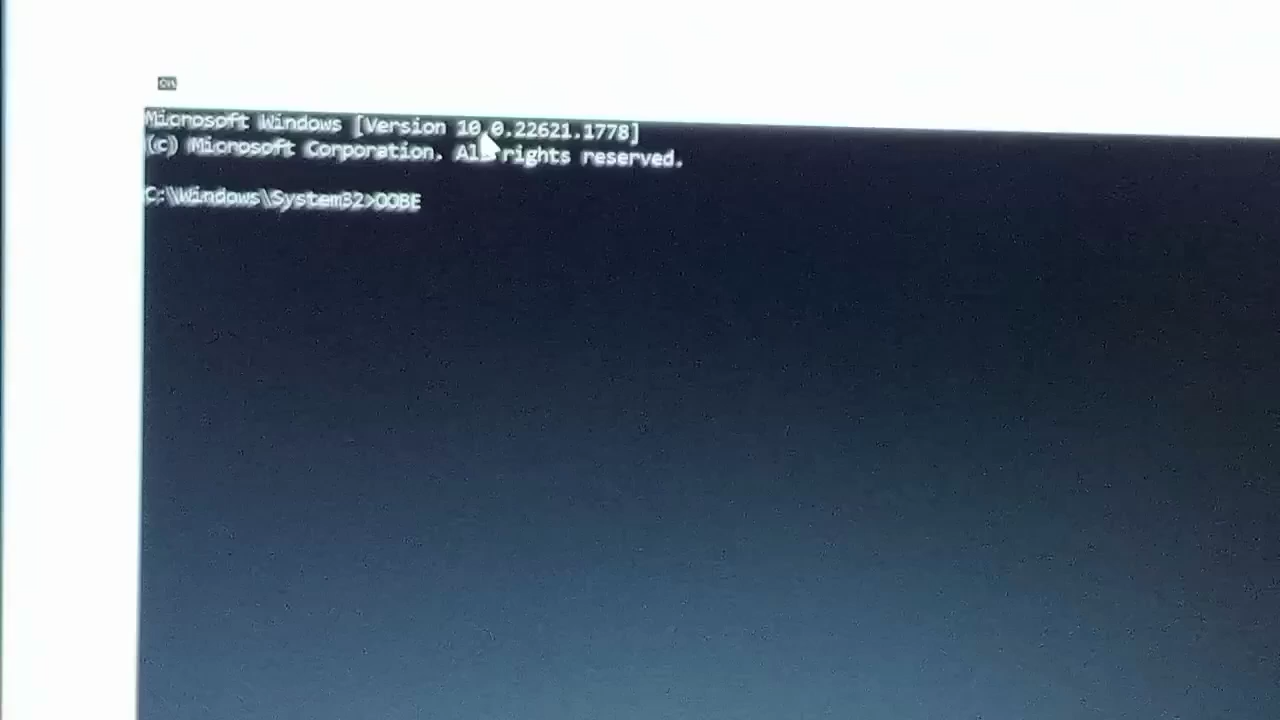 Microsoft Windows [Version 10.0.22621.1778]
(c) Microsoft Corporation. All rights reserved.
C:\Windows\System32>OOBE